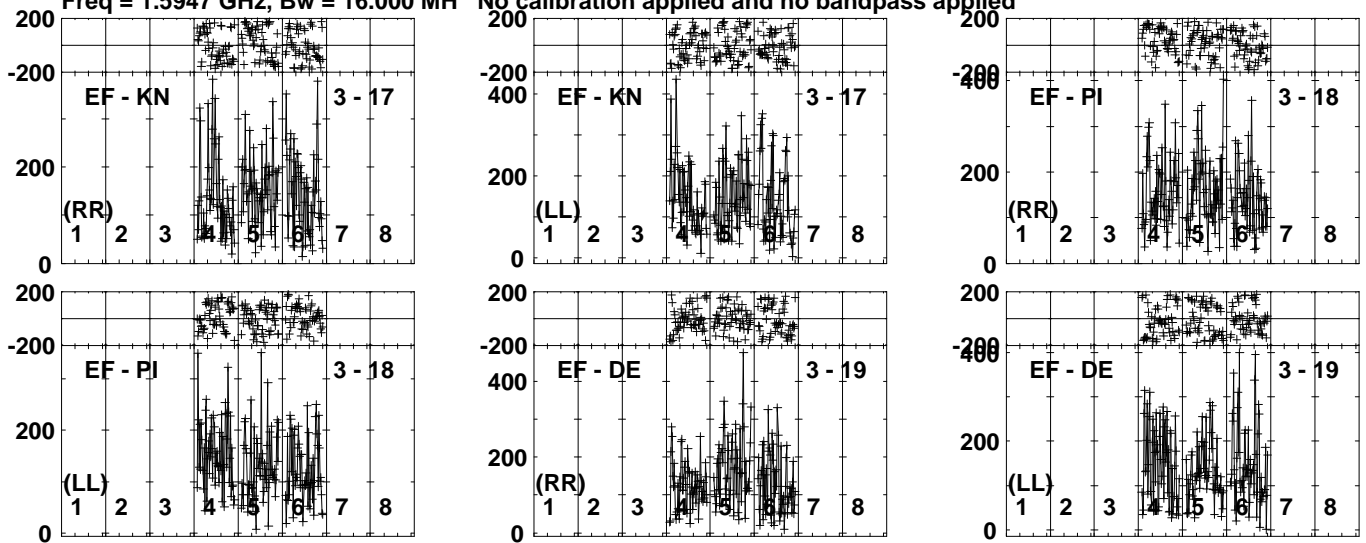 Freq = 1.5947 GHz, Bw = 16.000 MH No calibration applied and no bandpass applied
200
-200
EF - KN 3 - 17
200
(RR)
1 2 3 4 5 6 7 8
0
200
-200
400
EF - KN 3 - 17
200
(LL)
1 2 3 4 5 6 7 8
0
200
-200
400
EF - PI 3 - 18
200
(RR)
1 2 3 4 5 6 7 8
0
200
-200
EF - PI 3 - 18
200
(LL)
1 2 3 4 5 6 7 8
0
200
-200
400
EF - DE 3 - 19
200
(RR)
1 2 3 4 5 6 7 8
0
200
-200
400
EF - DE 3 - 19
200
(LL)
1 2 3 4 5 6 7 8
0